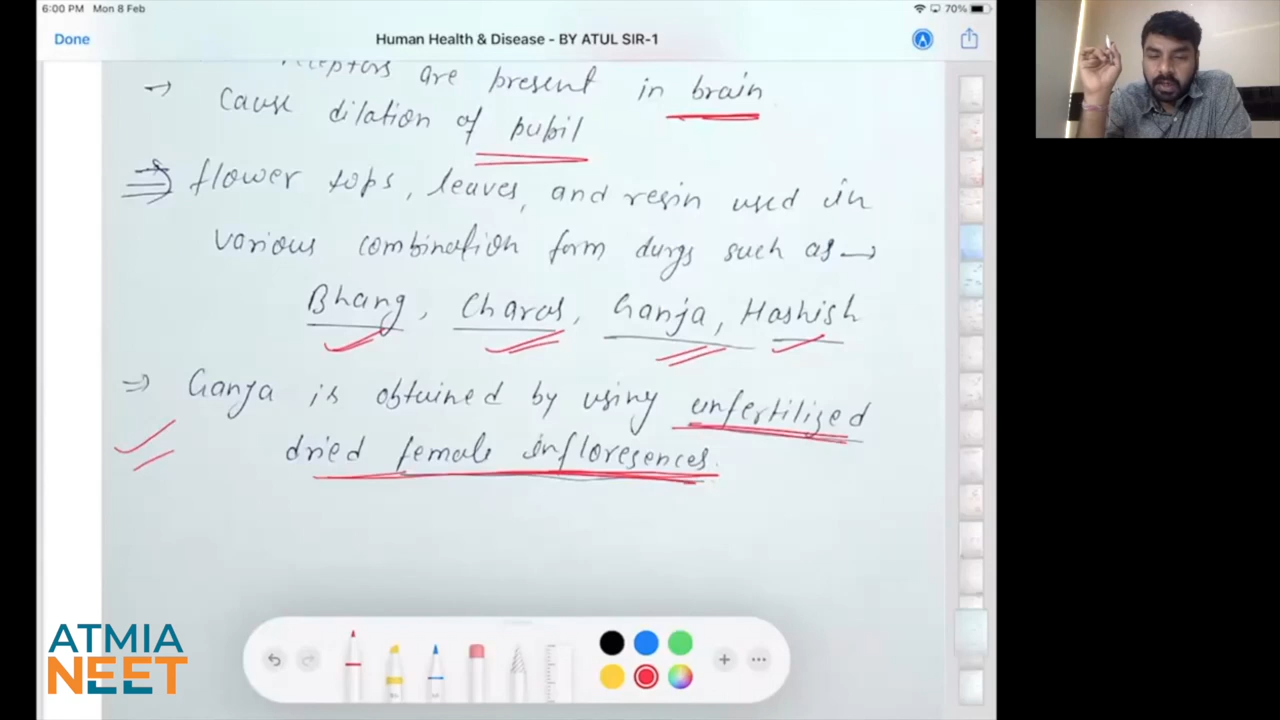 6:00 PM Mon 8 Feb
70%
Done
Human Health & Disease - BY ATUL SIR-1
are present in brain
→ Cause dilation of pupil
⇒ flower tops, leaves, and resin used in
various combination form durgs such as →
Bhang, Charas, Ganja, Hashish
⇒ Ganja is obtained by using unfertilized
dried female infloresences.
ATMIA
NEET